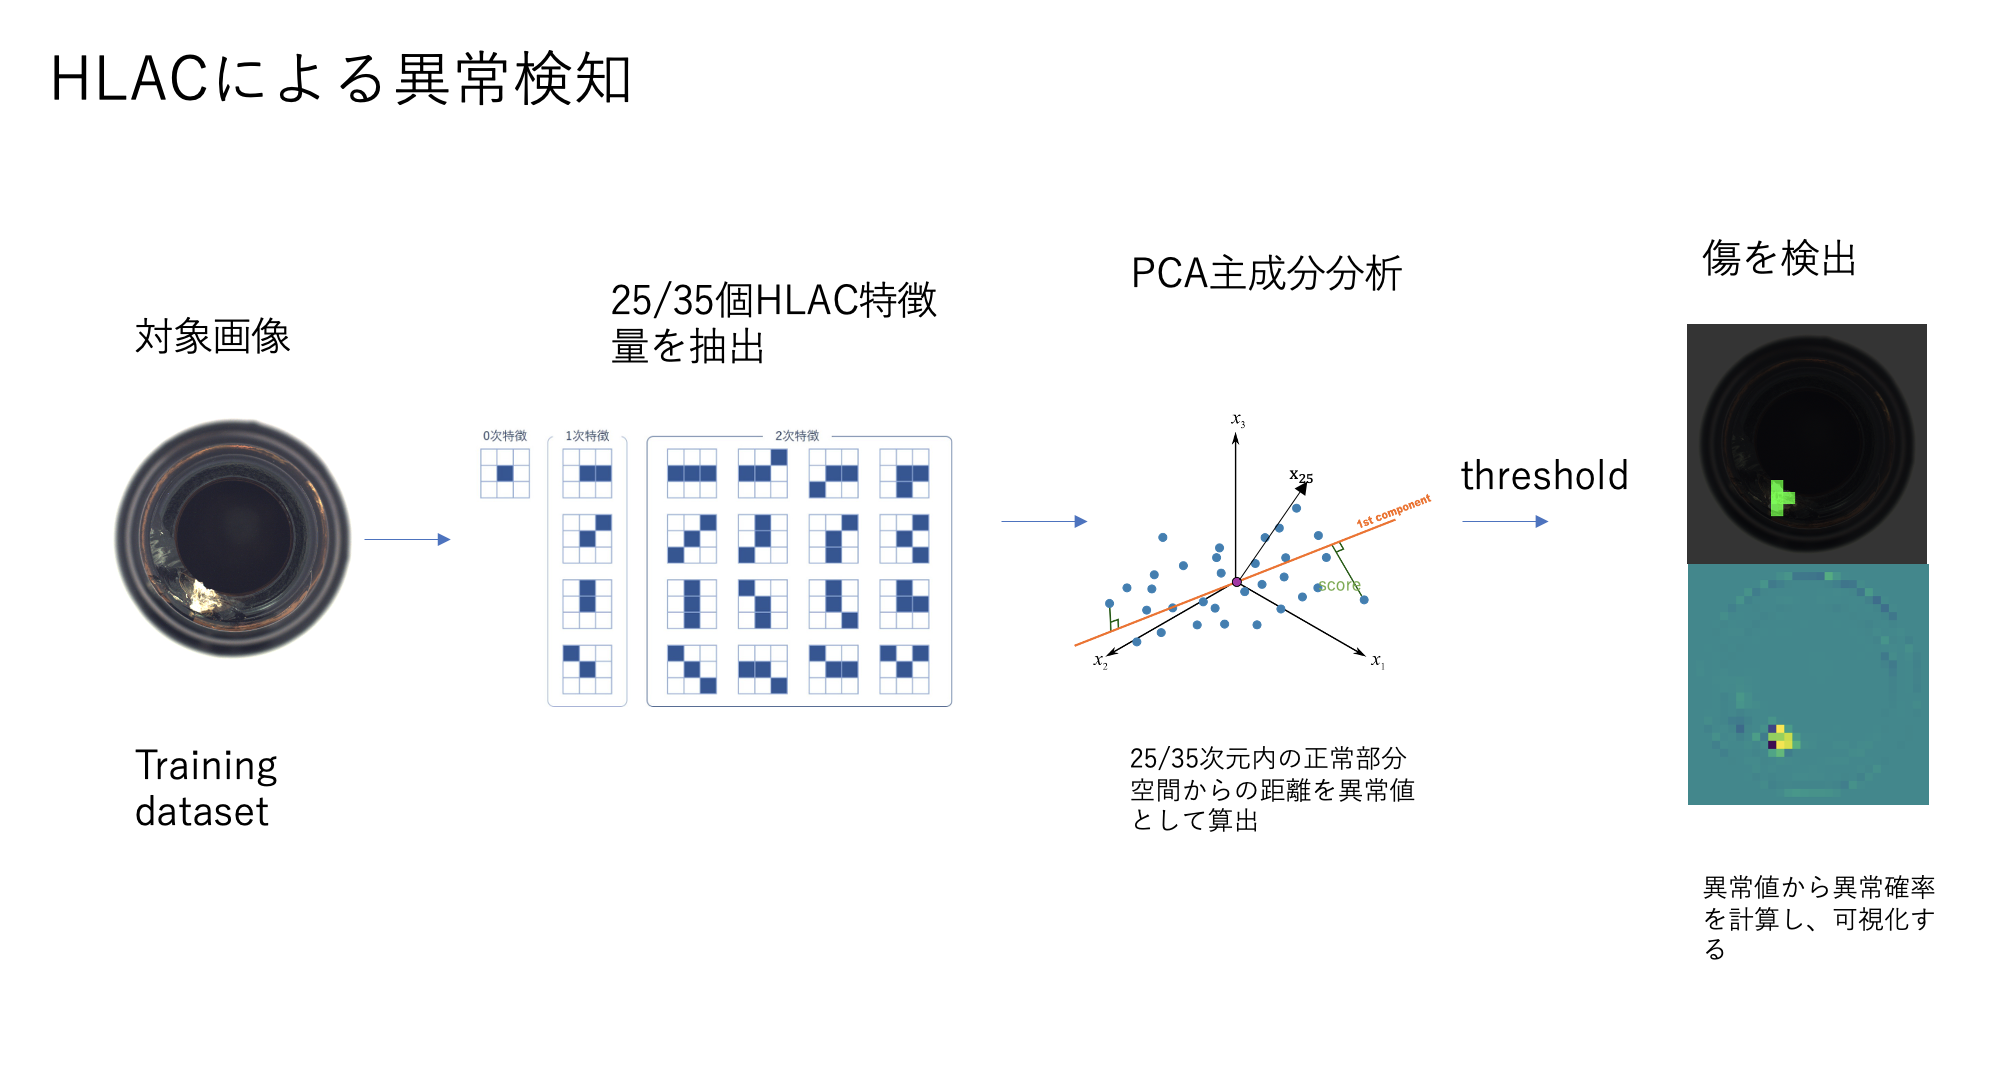 HLACによる異常検知
対象画像
Training
dataset
25/35個HLAC特徴
量を抽出
0次特徴
1次特徴
2次特徴
PCA主成分分析
x3
x25
1st component
score
x2
x1
25/35次元内の正常部分
空間からの距離を異常値
として算出
threshold
傷を検出
異常値から異常確率
を計算し、可視化す
る